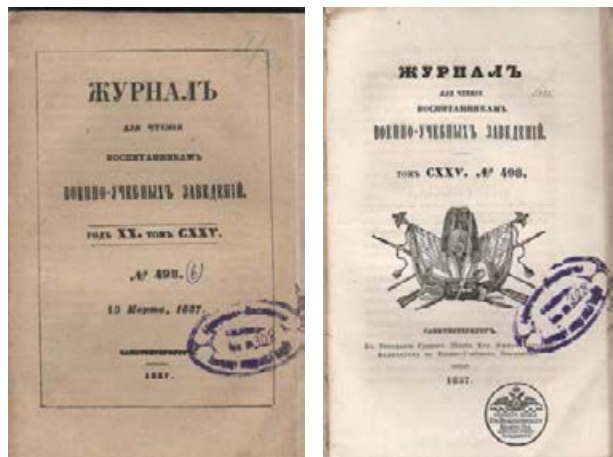 ЖУРНАЛЪ
ДЛЯ ЧТЕНІЯ
ВОСПИТАННИКАМЪ
ВОЕННО-УЧЕБНЫХЪ ЗАВЕДЕНІЙ.
ГОДЪ XX. ТОМЪ CXXV.
№ 498. (6)
15 Марта, 1857.
САНКТПЕТЕРБУРГЪ
1857.
ЖУРНАЛЪ
ДЛЯ ЧТЕНІЯ
ВОСПИТАННИКАМЪ
ВОЕННО-УЧЕБНЫХЪ ЗАВЕДЕНІЙ.
ТОМЪ CXXV. № 498.
САНКТПЕТЕРБУРГЪ.
1857.